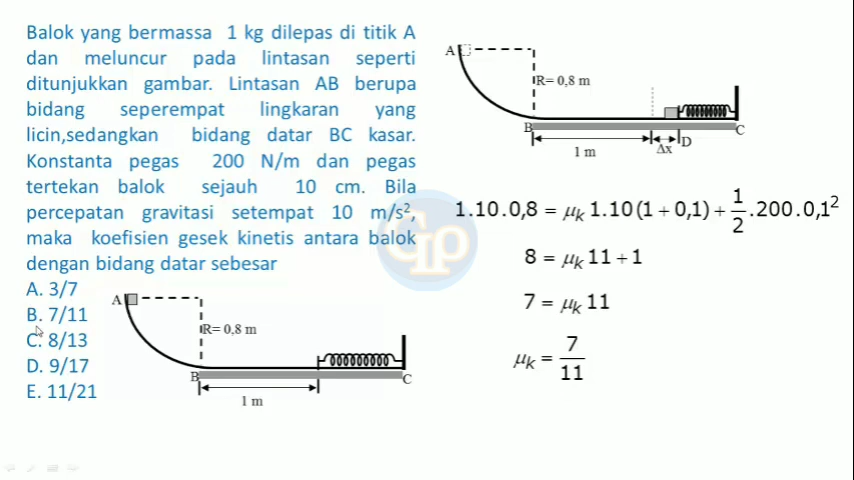 Balok yang bermassa 1 kg dilepas di titik A
dan meluncur pada lintasan seperti
ditunjukkan gambar. Lintasan AB berupa
bidang seperempat lingkaran yang
licin,sedangkan bidang datar BC kasar.
Konstanta pegas 200 N/m dan pegas
tertekan balok sejauh 10 cm. Bila
percepatan gravitasi setempat 10 m/s²,
maka koefisien gesek kinetis antara balok
dengan bidang datar sebesar
A. 3/7
B. 7/11
C. 8/13
D. 9/17
E. 11/21
A
R= 0,8 m
B
C
1 m
A
R= 0,8 m
B
D
C
1 m
Δx
1.10.0,8 = μk 1.10(1+0,1) + 1/2 .200.0,1²
8 = μk 11 + 1
7 = μk 11
μk = 7/11
GP